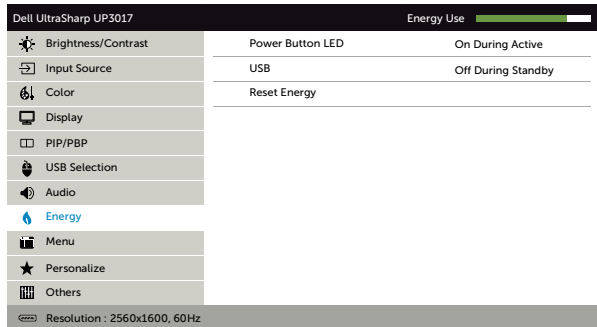 Dell UltraSharp UP3017 Energy Use
Brightness/Contrast Power Button LED On During Active
Input Source USB Off During Standby
Color Reset Energy
Display
PIP/PBP
USB Selection
Audio
Energy
Menu
Personalize
Others
Resolution : 2560x1600, 60Hz